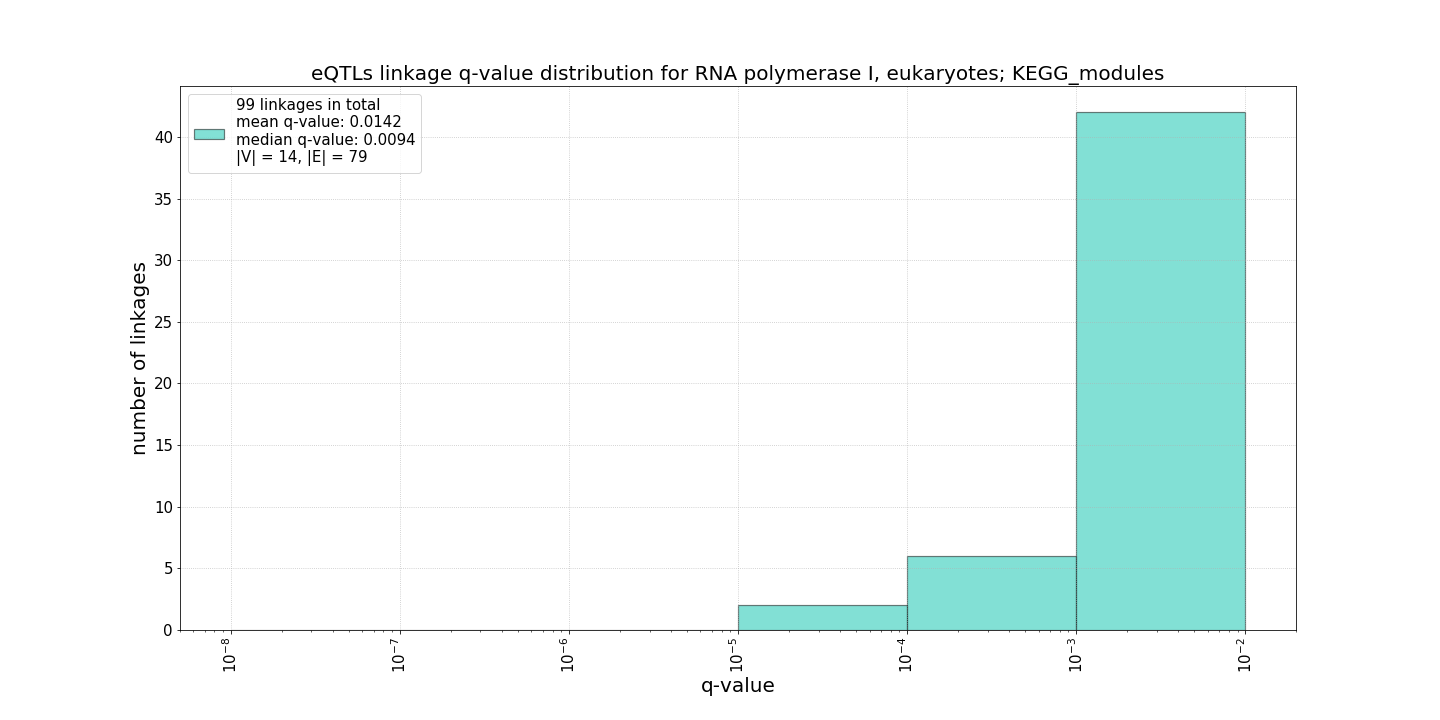 eQTLs linkage q-value distribution for RNA polymerase I, eukaryotes; KEGG_modules
99 linkages in total
mean q-value: 0.0142
median q-value: 0.0094
|V| = 14, |E| = 79
number of linkages
40
35
30
25
20
15
10
5
0
10⁻⁸
10⁻⁷
10⁻⁶
10⁻⁵
10⁻⁴
10⁻³
10⁻²
q-value